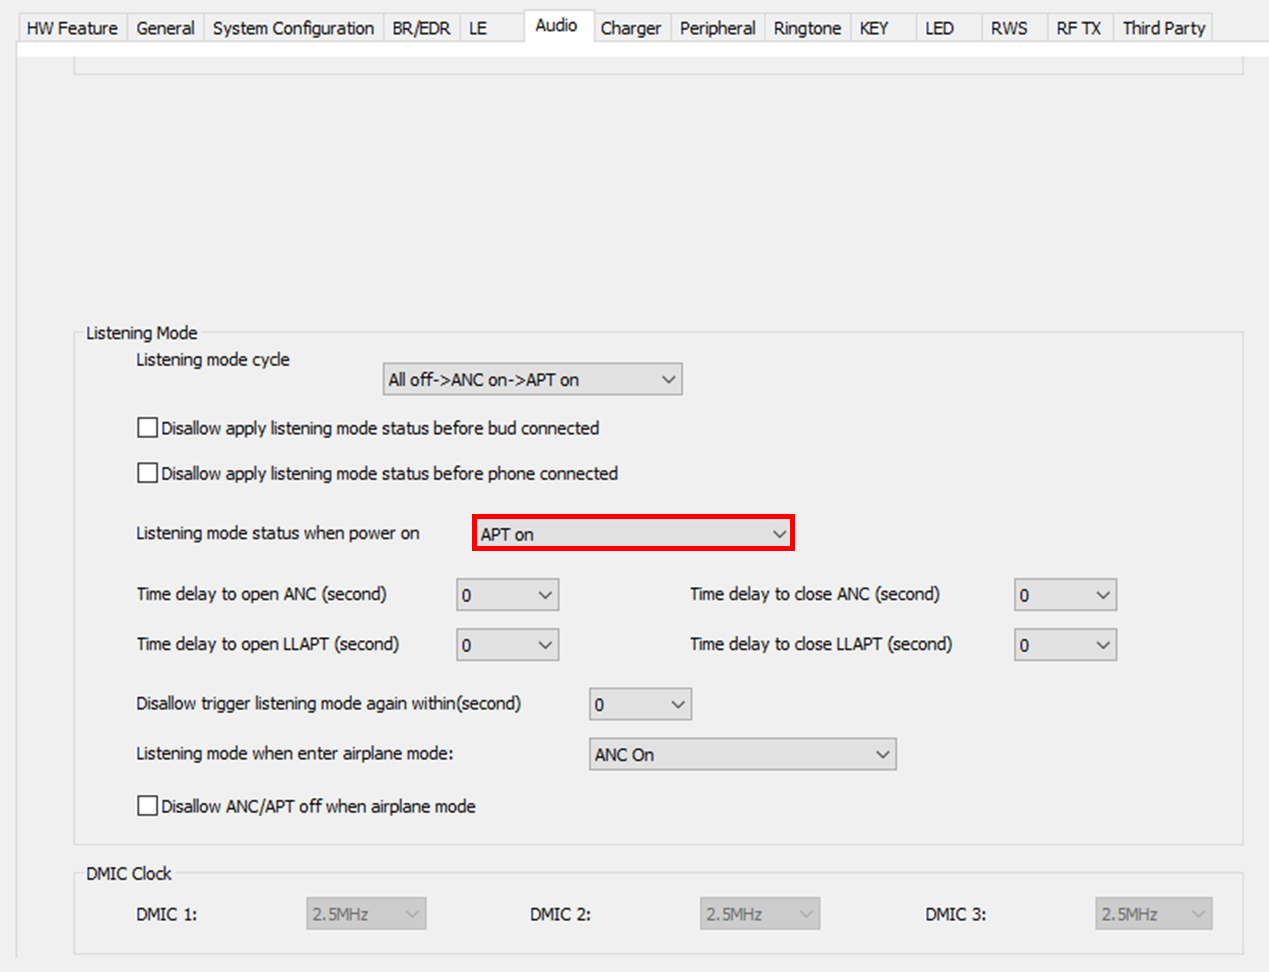 HW Feature General System Configuration BR/EDR LE Audio Charger Peripheral Ringtone KEY LED RWS RF TX Third Party
Listening Mode
Listening mode cycle
All off->ANC on->APT on
Disallow apply listening mode status before bud connected
Disallow apply listening mode status before phone connected
Listening mode status when power on APT on
Time delay to open ANC (second) 0 Time delay to close ANC (second) 0
Time delay to open LLAPT (second) 0 Time delay to close LLAPT (second) 0
Disallow trigger listening mode again within(second) 0
Listening mode when enter airplane mode: ANC On
Disallow ANC/APT off when airplane mode
DMIC Clock
DMIC 1: 2.5MHz DMIC 2: 2.5MHz DMIC 3: 2.5MHz